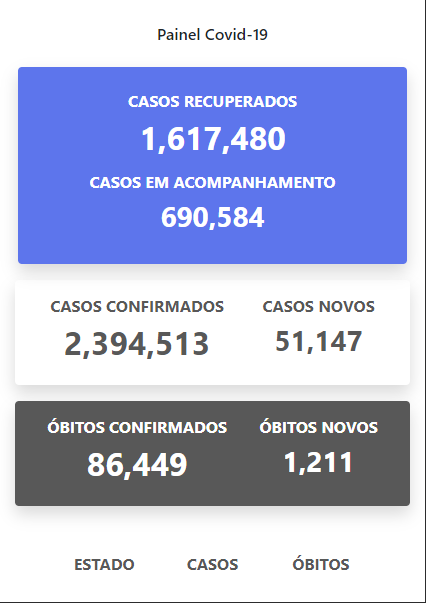 Painel Covid-19
CASOS RECUPERADOS
1,617,480
CASOS EM ACOMPANHAMENTO
690,584
CASOS CONFIRMADOS CASOS NOVOS
2,394,513 51,147
ÓBITOS CONFIRMADOS ÓBITOS NOVOS
86,449 1,211
ESTADO CASOS ÓBITOS